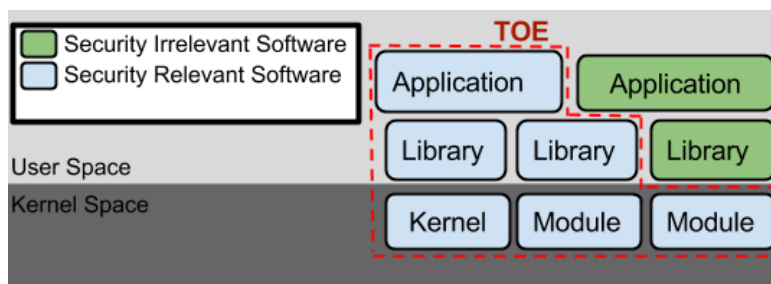 TOE
Security Irrelevant Software
Security Relevant Software
Application
Application
Library
Library
Library
User Space
Kernel Space
Kernel
Module
Module